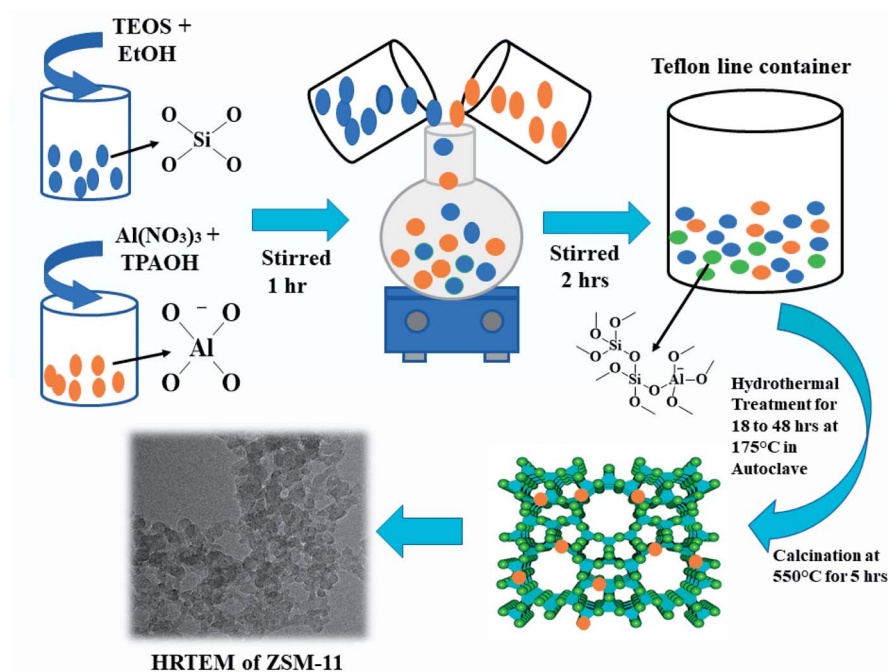 TEOS +
EtOH
O
O
Si
O
O
Al(NO₃)₃ +
TPAOH
O
–
O
Al
O
O
Stirred
1 hr
Stirred
2 hrs
Teflon line container
O
O
O
Si
O
O
O
Si
O
Al
–
O
O
O
O
Hydrothermal
Treatment for
18 to 48 hrs at
175°C in
Autoclave
Calcination at
550°C for 5 hrs
HRTEM of ZSM-11